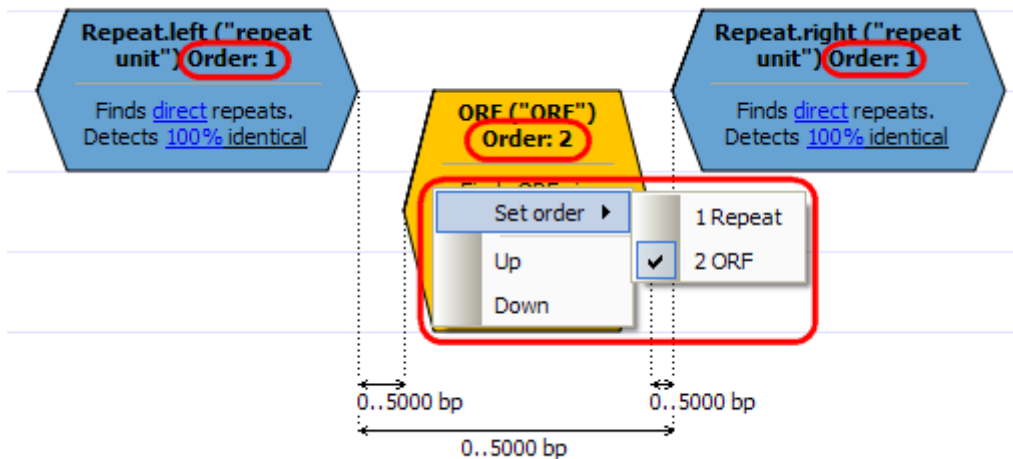 Repeat.left ("repeat
unit") Order: 1
Finds direct repeats.
Detects 100% identical
Repeat.right ("repeat
unit") Order: 1
Finds direct repeats.
Detects 100% identical
ORF ("ORF")
Order: 2
Set order
Up
Down
1 Repeat
2 ORF
0..5000 bp
0..5000 bp
0..5000 bp